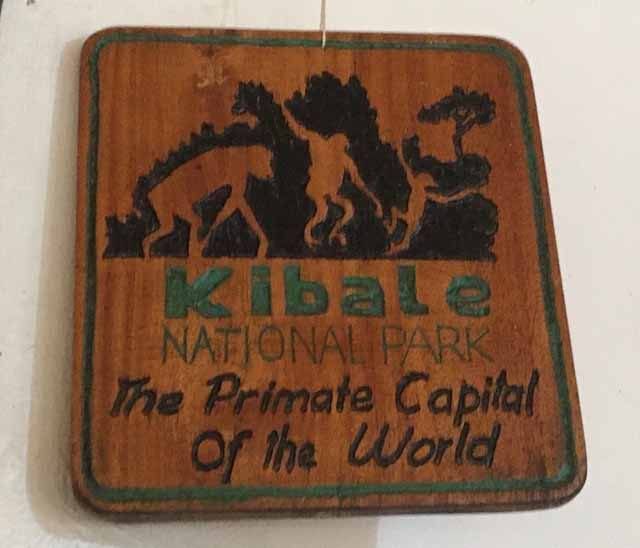 Kibale
NATIONAL PARK
The Primate Capital
Of the World